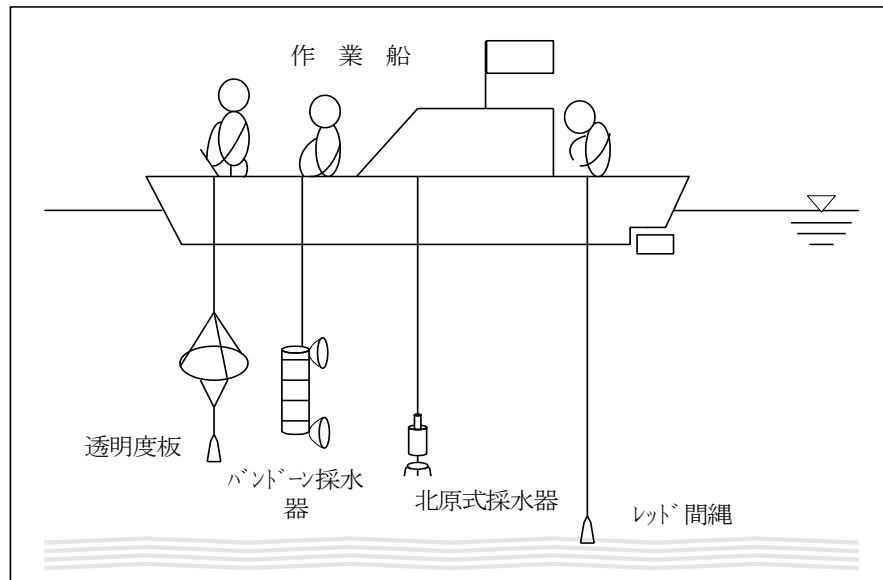 作 業 船
透明度板
ﾊﾞﾝﾄﾞｰﾝ採水
器
北原式採水器
ﾚｯﾄﾞ間縄